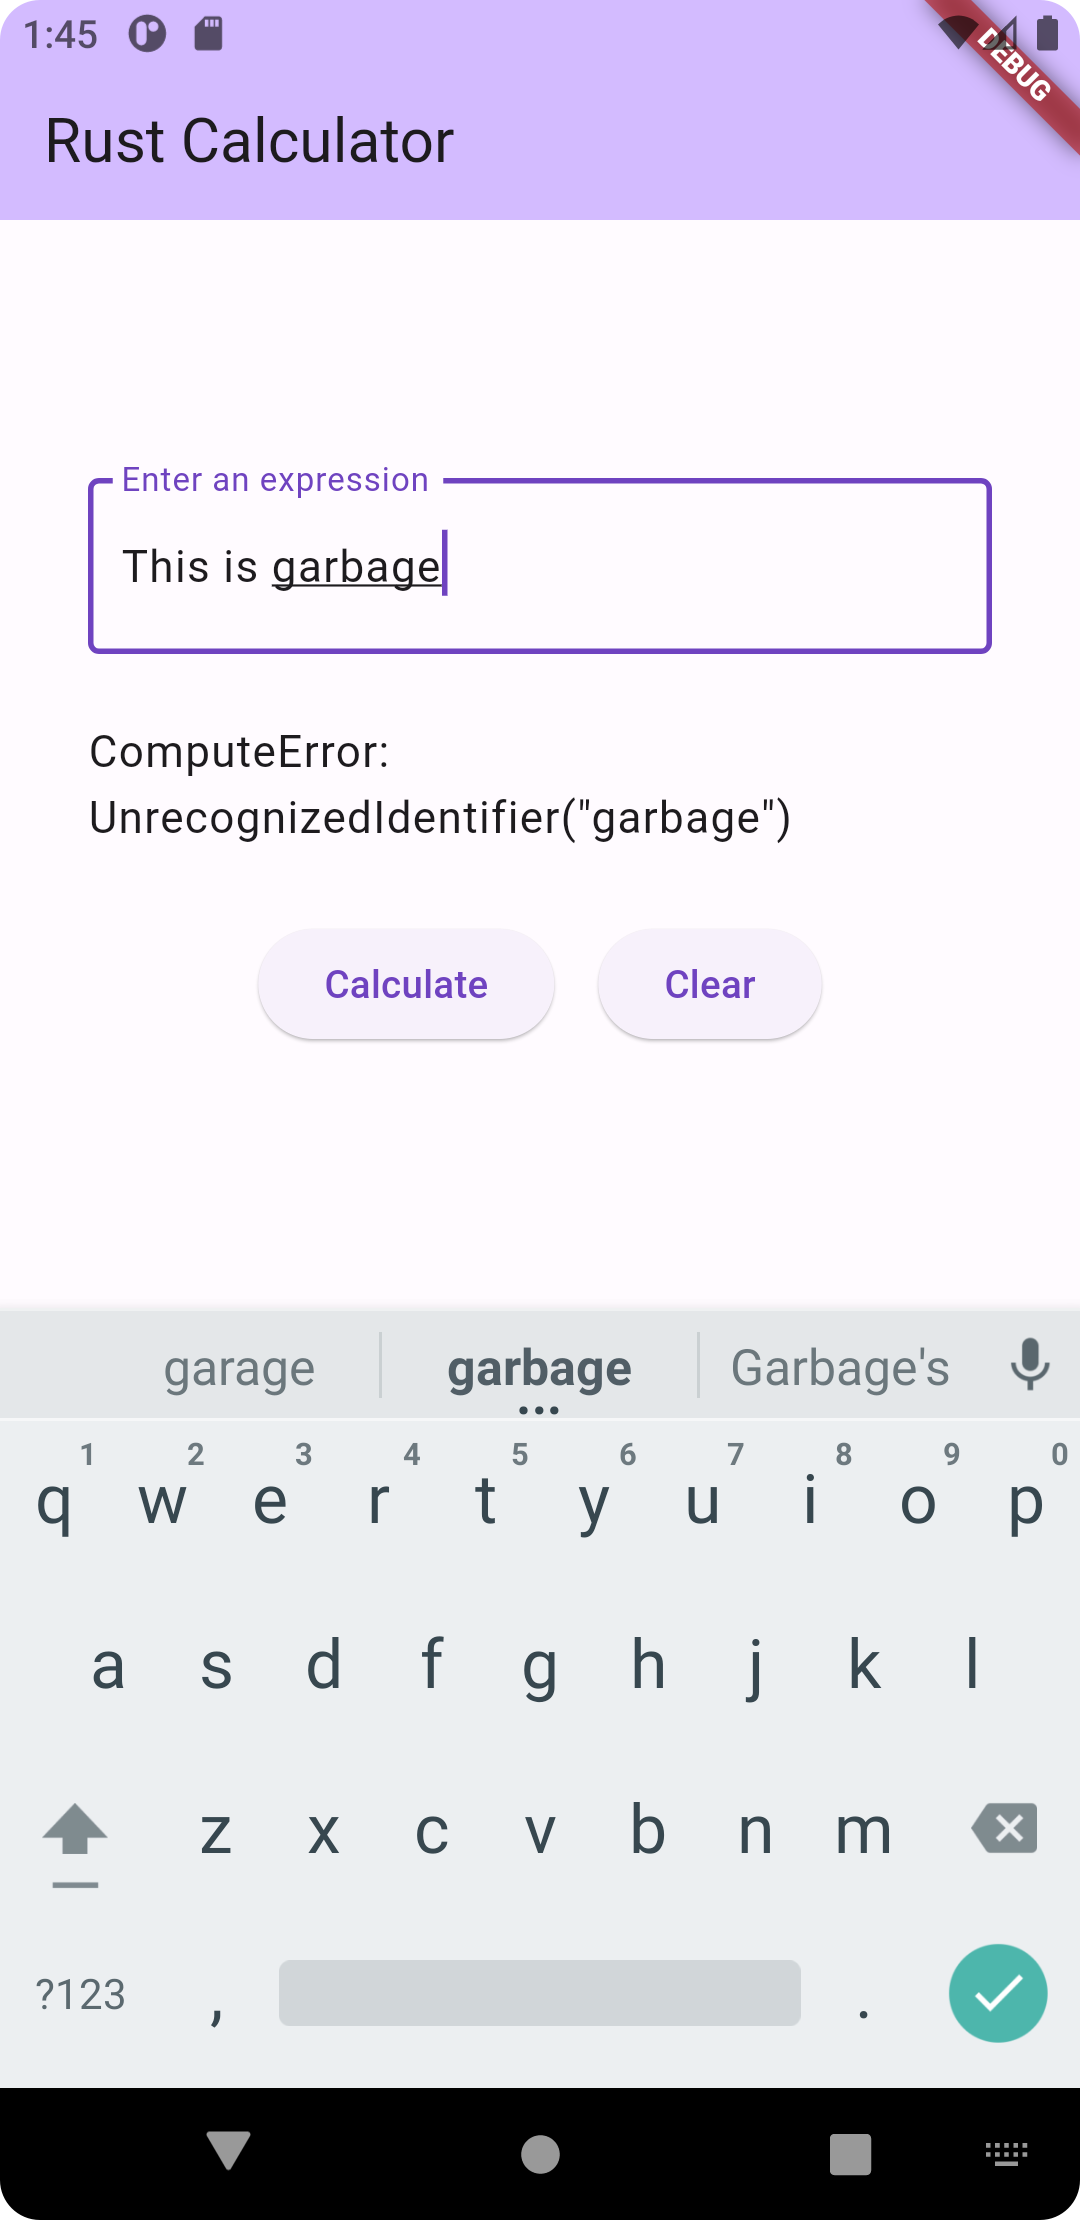 1:45
DEBUG
Rust Calculator
Enter an expression
This is garbage
ComputeError:
UnrecognizedIdentifier("garbage")
Calculate Clear
garage garbage Garbage's
1 2 3 4 5 6 7 8 9 0
q w e r t y u i o p
a s d f g h j k l
z x c v b n m
?123 , .